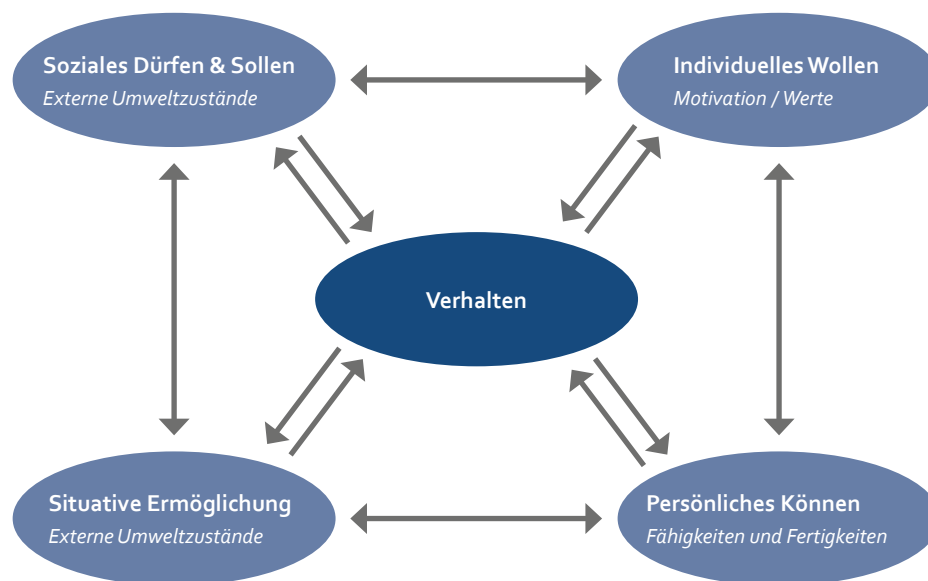 Soziales Dürfen & Sollen
Externe Umweltzustände
Individuelles Wollen
Motivation / Werte
Verhalten
Situative Ermöglichung
Externe Umweltzustände
Persönliches Können
Fähigkeiten und Fertigkeiten